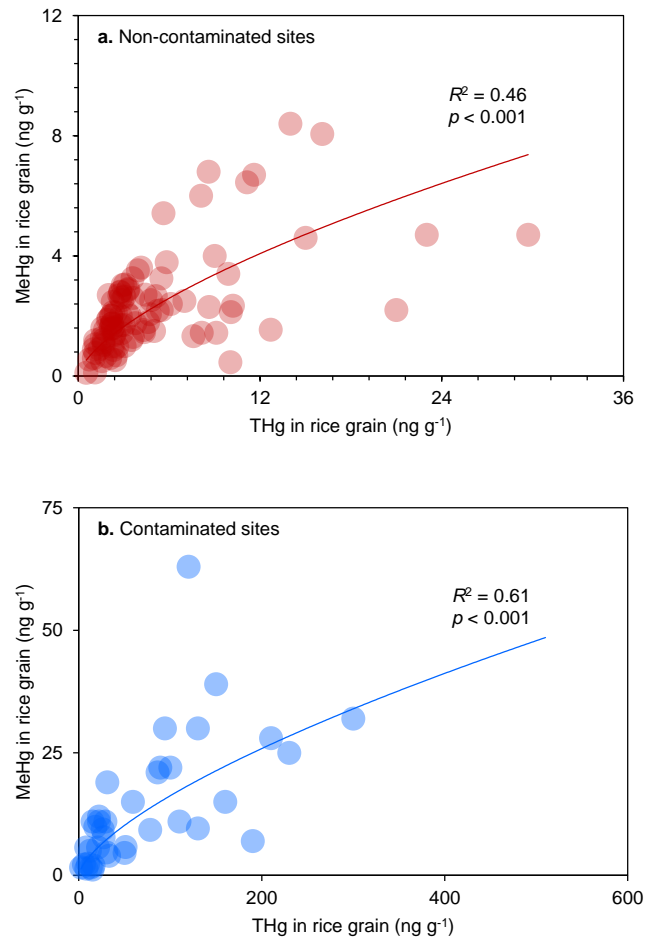 12
a. Non-contaminated sites
R² = 0.46
p < 0.001
8
MeHg in rice grain (ng g⁻¹)
4
0
0 12 24 36
THg in rice grain (ng g⁻¹)
75
b. Contaminated sites
R² = 0.61
p < 0.001
50
MeHg in rice grain (ng g⁻¹)
25
0
0 200 400 600
THg in rice grain (ng g⁻¹)